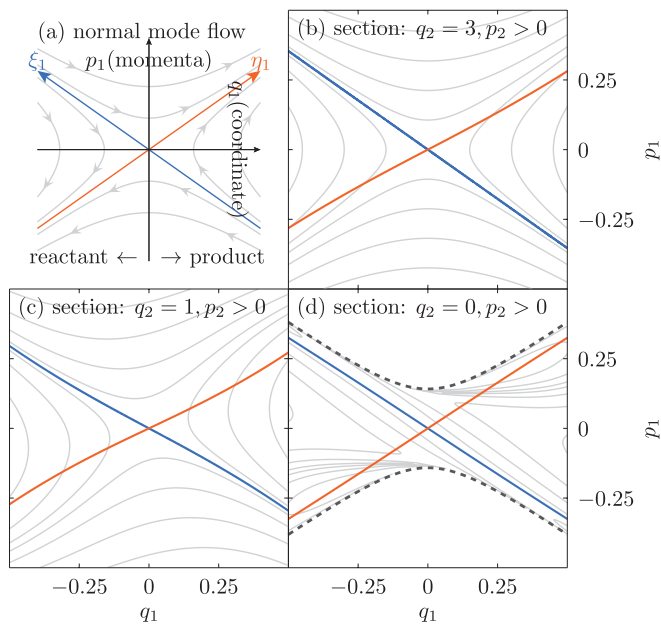 (a) normal mode flow
p₁(momenta)
ξ₁
η₁
q₁(coordinate)
reactant ← → product
(b) section: q₂ = 3, p₂ > 0
0.25
0
−0.25
p₁
(c) section: q₂ = 1, p₂ > 0
−0.25 0 0.25
q₁
(d) section: q₂ = 0, p₂ > 0
0.25
0
−0.25
p₁
−0.25 0 0.25
q₁